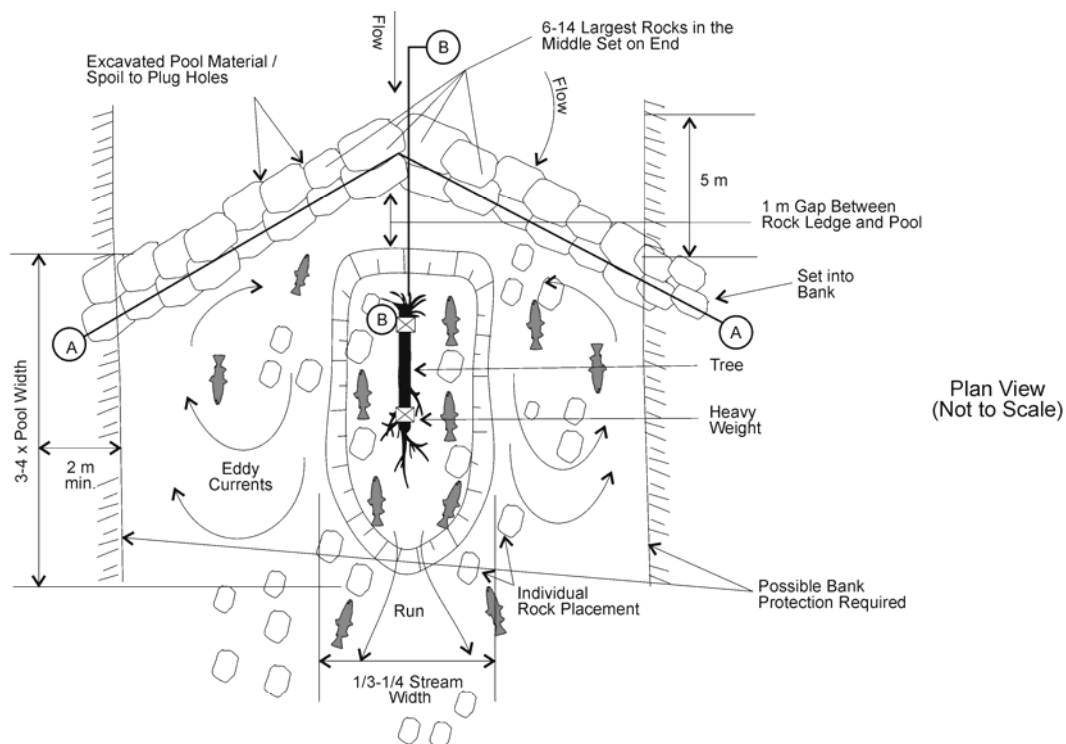 Flow
B
6-14 Largest Rocks in the
Middle Set on End
Excavated Pool Material /
Spoil to Plug Holes
Flow
5 m
1 m Gap Between
Rock Ledge and Pool
Set into
Bank
A
B
A
Tree
Plan View
(Not to Scale)
Heavy
Weight
3-4 x Pool Width
2 m
min.
Eddy
Currents
Individual
Rock Placement
Possible Bank
Protection Required
Run
1/3-1/4 Stream
Width